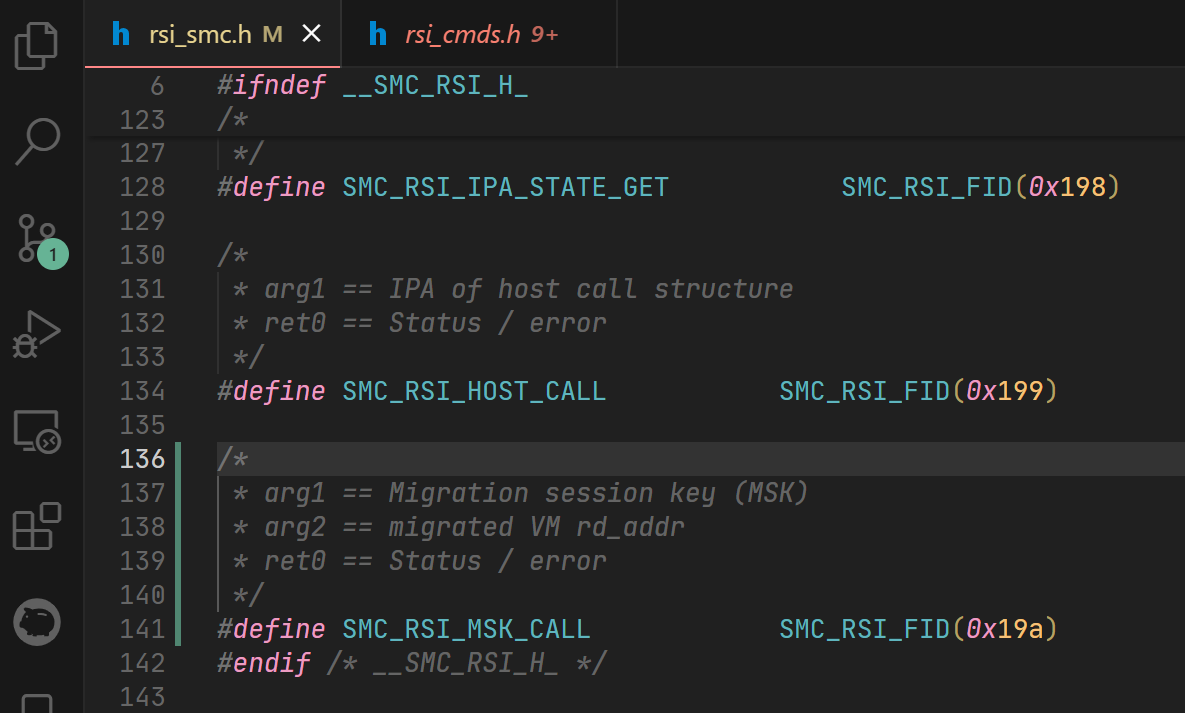 rsi_smc.h M
rsi_cmds.h 9+
6 #ifndef __SMC_RSI_H_
123 /*
127 */
128 #define SMC_RSI_IPA_STATE_GET SMC_RSI_FID(0x198)
129
130 /*
131 * arg1 == IPA of host call structure
132 * ret0 == Status / error
133 */
134 #define SMC_RSI_HOST_CALL SMC_RSI_FID(0x199)
135
136 /*
137 * arg1 == Migration session key (MSK)
138 * arg2 == migrated VM rd_addr
139 * ret0 == Status / error
140 */
141 #define SMC_RSI_MSK_CALL SMC_RSI_FID(0x19a)
142 #endif /* __SMC_RSI_H_ */
143
1